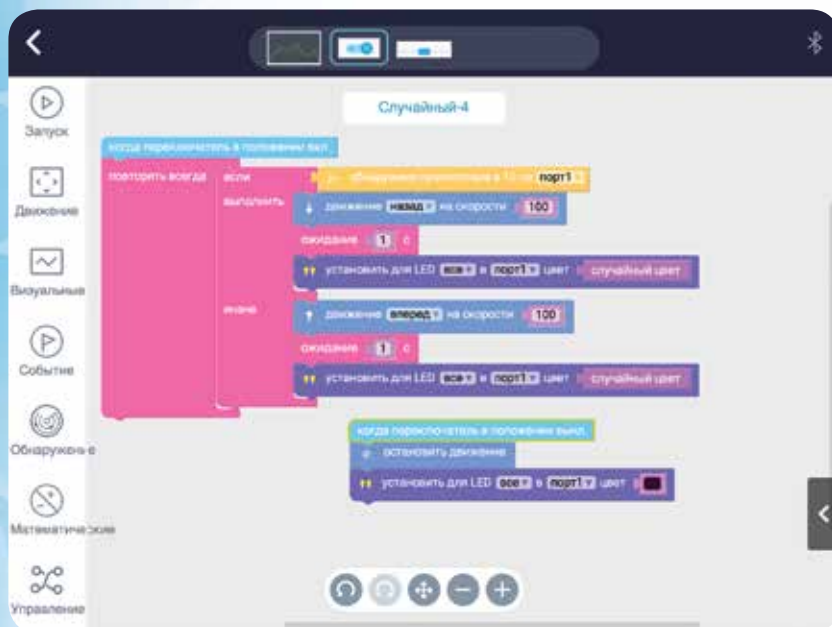 Случайный-4
Запуск
Движение
Визуальные
Событие
Обнаружение
Математические
Управление
когда переключатель в положении вкл.
повторять всегда если порт1
выполнить движение назад на скорости 100
ожидание 1 с
установить для LED все в порт1 цвет случайный цвет
иначе движение вперед на скорости 100
ожидание 1 с
установить для LED все в порт1 цвет случайный цвет
когда переключатель в положении выкл.
остановить движение
установить для LED все в порт1 цвет